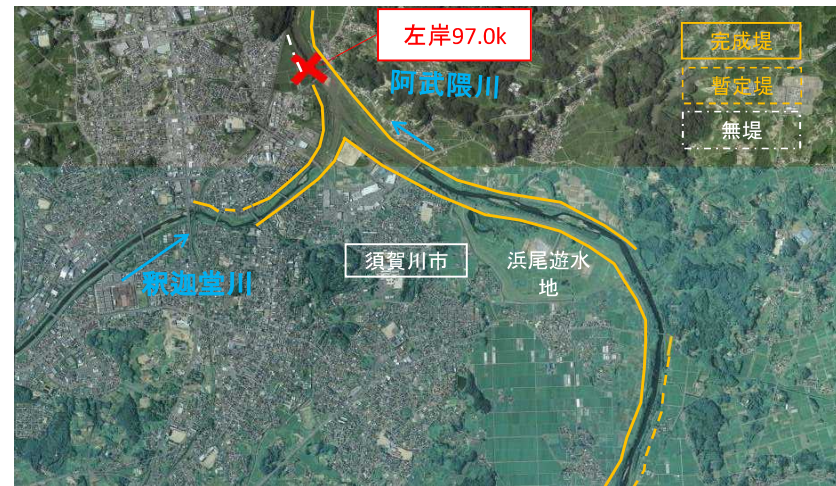 左岸97.0k
完成堤
阿武隈川
暫定堤
無堤
須賀川市
浜尾遊水
地
釈迦堂川